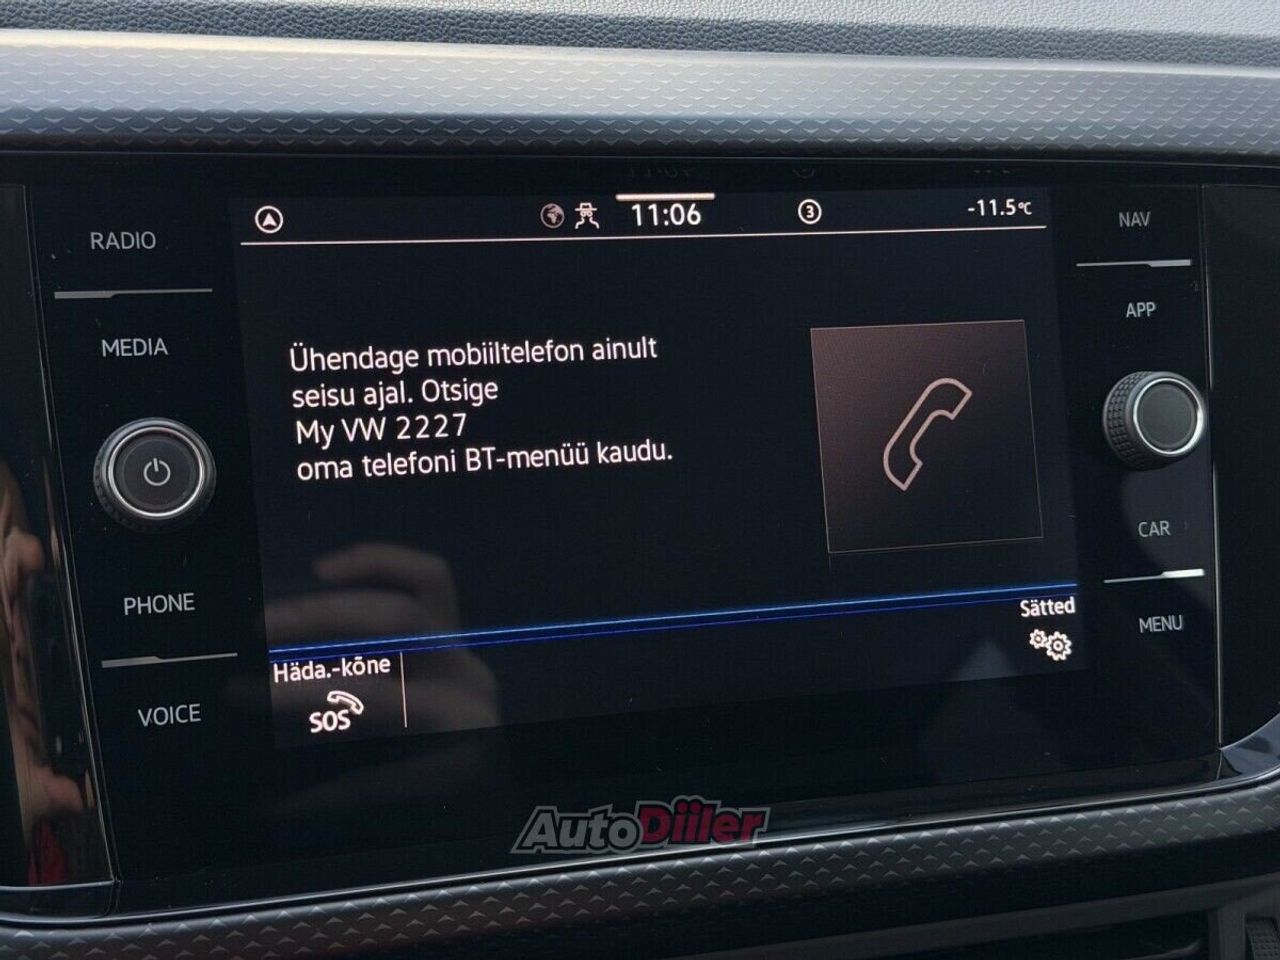 11:06
3
-11.5°C
RADIO
MEDIA
PHONE
VOICE
Ühendage mobiiltelefon ainult
seisu ajal. Otsige
My VW 2227
oma telefoni BT-menüü kaudu.
Häda.-kõne
SOS
Sätted
NAV
APP
CAR
MENU
AutoDiiler